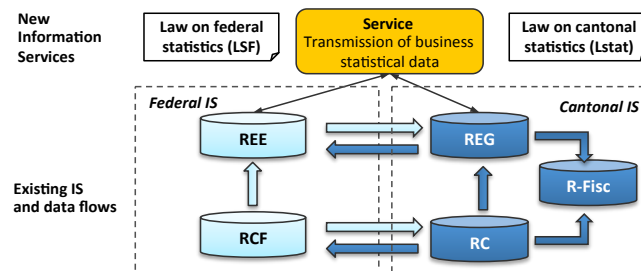 New
Information
Services
Law on federal
statistics (LSF)
Service
Transmission of business
statistical data
Law on cantonal
statistics (Lstat)
Federal IS
Cantonal IS
REE
REG
R-Fisc
Existing IS
and data flows
RCF
RC